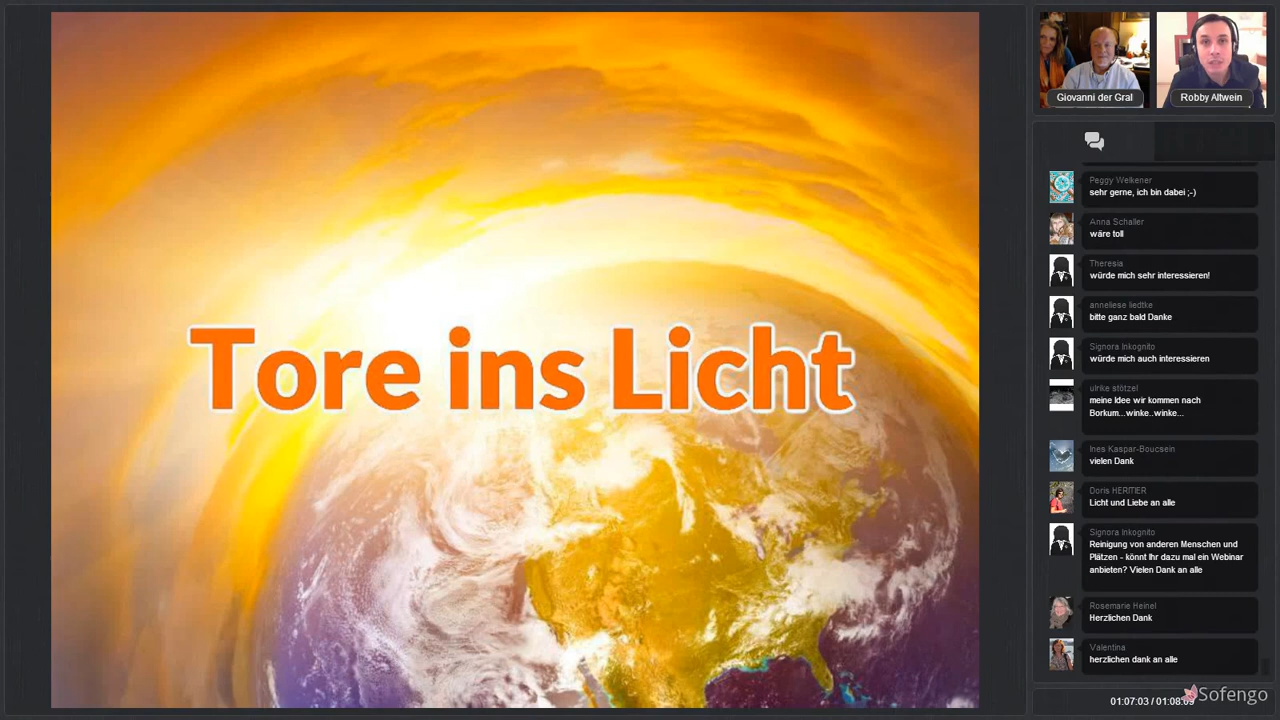 Tore ins Licht
Giovanni der Gral
Robby Altwein
Peggy Welkener
sehr gerne, ich bin dabei ;-)
Anna Schaller
wäre toll
Theresia
würde mich sehr interessieren!
anneliese liedtke
bitte ganz bald Danke
Signora Inkognito
würde mich auch interessieren
ulrike stötzel
meine Idee wir kommen nach
Borkum...winke..winke...
Ines Kaspar-Boucsein
vielen Dank
Doris HERITIER
Licht und Liebe an alle
Signora Inkognito
Reinigung von anderen Menschen und
Plätzen - könnt Ihr dazu mal ein Webinar
anbieten? Vielen Dank an alle
Rosemarie Heinel
Herzlichen Dank
Valentina
herzlichen dank an alle
01:07:03 / 01:08:
Sofengo